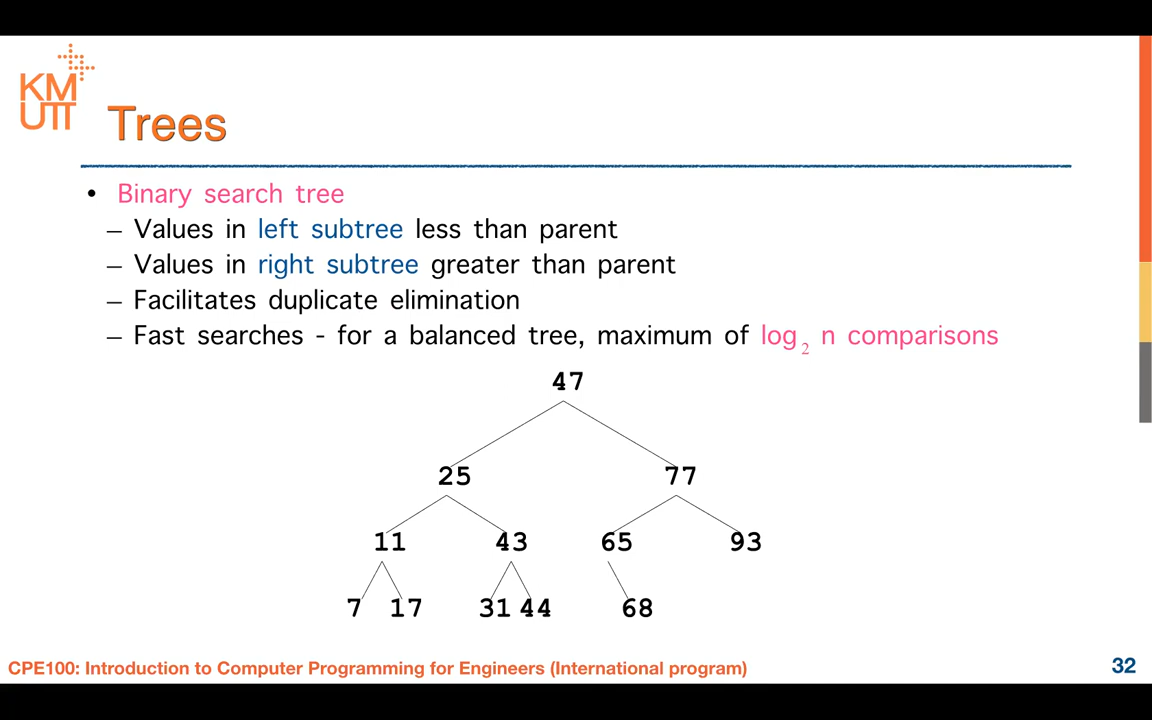 KM
UTT
Trees
• Binary search tree
– Values in left subtree less than parent
– Values in right subtree greater than parent
– Facilitates duplicate elimination
– Fast searches - for a balanced tree, maximum of log2 n comparisons
47
25 77
11 43 65 93
7 17 31 44 68
CPE100: Introduction to Computer Programming for Engineers (International program) 32